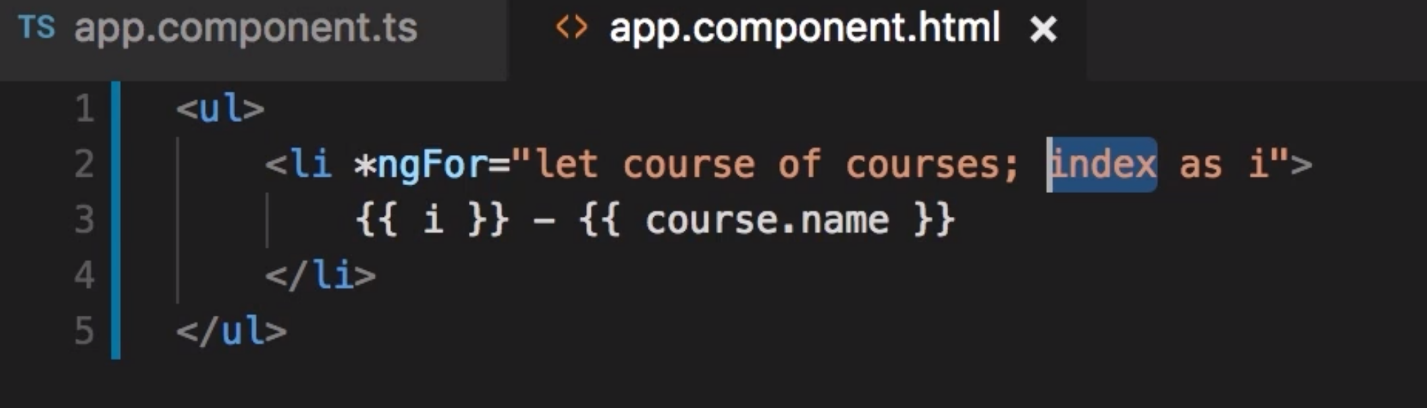 TS app.component.ts <> app.component.html ×
1 <ul>
2 <li *ngFor="let course of courses; index as i">
3 {{ i }} - {{ course.name }}
4 </li>
5 </ul>